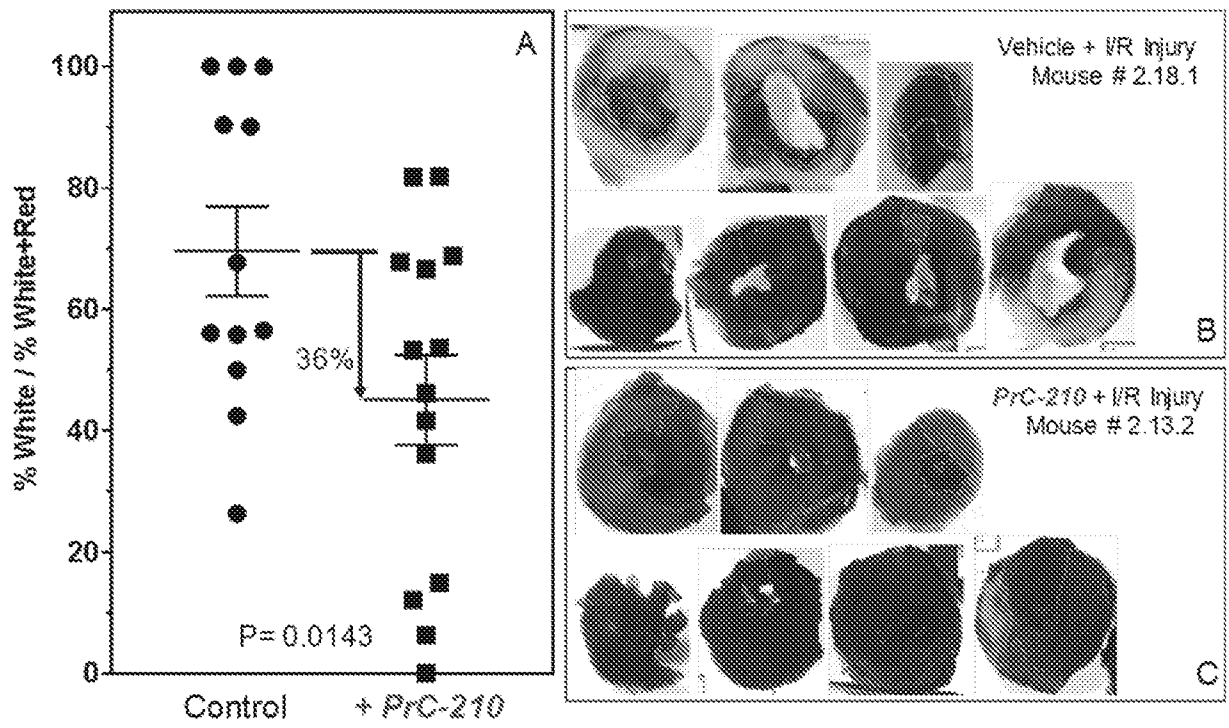 A
100
80
60
40
20
0
% White / % White+Red
36%
P= 0.0143
Control
+ PrC-210
Vehicle + I/R Injury
Mouse # 2.18.1
B
PrC-210 + I/R Injury
Mouse # 2.13.2
C